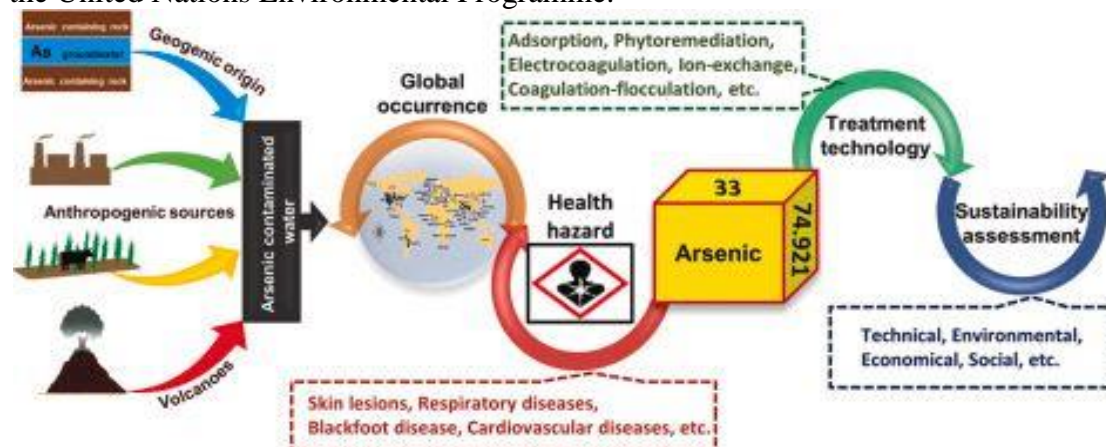 the United Nations Environmental Programme.
Arsenic containing rock
As groundwater
Arsenic containing rock
Geogenic origin
Anthropogenic sources
Volcanoes
Arsenic contaminated
water
Global
occurrence
Health
hazard
Skin lesions, Respiratory diseases,
Blackfoot disease, Cardiovascular diseases, etc.
33
Arsenic
74.921
Adsorption, Phytoremediation,
Electrocoagulation, Ion-exchange,
Coagulation-flocculation, etc.
Treatment
technology
Sustainability
assessment
Technical, Environmental,
Economical, Social, etc.